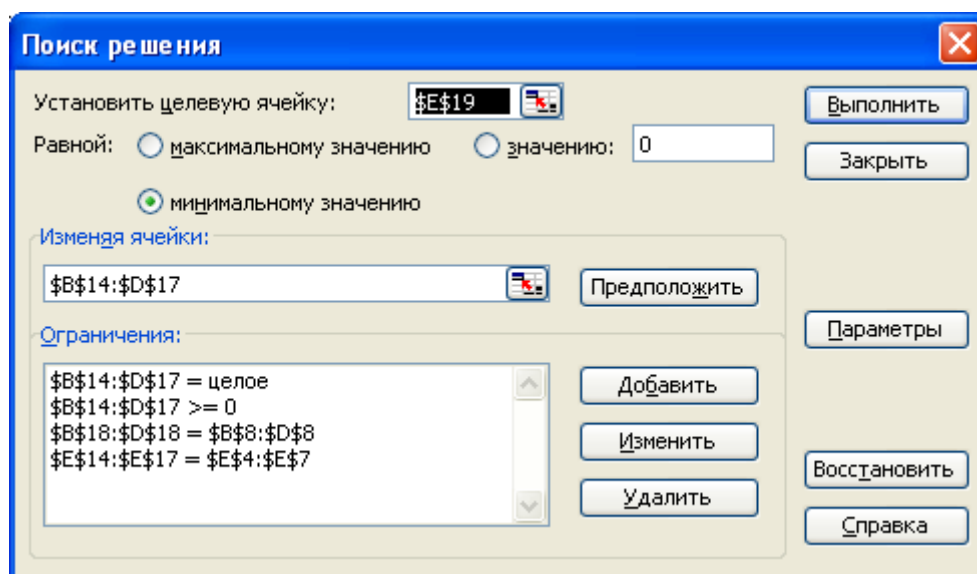 Поиск решения
Установить целевую ячейку: $E$19
Выполнить
Равной: максимальному значению значению: 0
Закрыть
минимальному значению
Изменяя ячейки:
$B$14:$D$17
Предположить
Параметры
Ограничения:
$B$14:$D$17 = целое
$B$14:$D$17 >= 0
$B$18:$D$18 = $B$8:$D$8
$E$14:$E$17 = $E$4:$E$7
Добавить
Изменить
Удалить
Восстановить
Справка